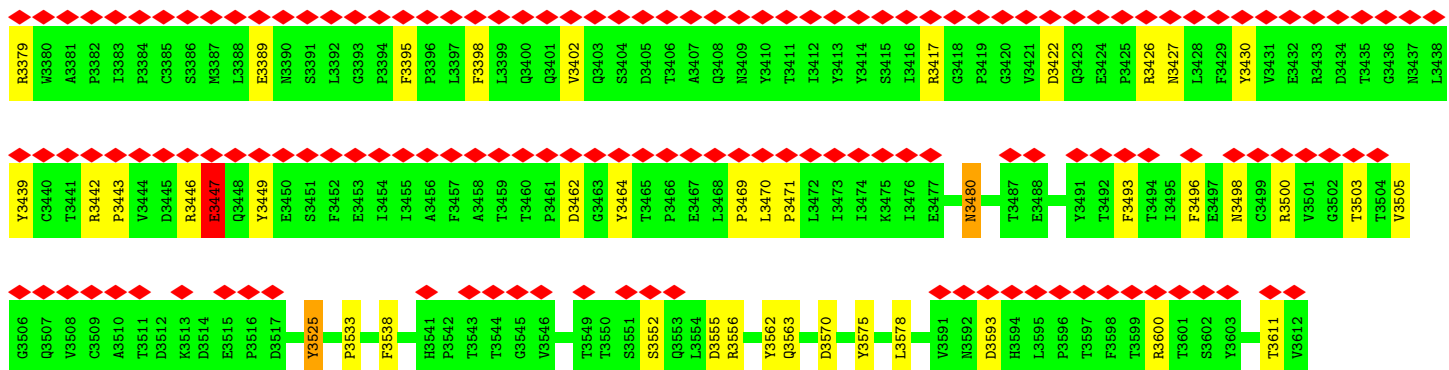 R3379 W3380 A3381 P3382 I3383 P3384 C3385 S3386 M3387 L3388 E3389 N3390 S3391 L3392 G3393 P3394 F3395 P3396 L3397 F3398 L3399 Q3400 Q3401 V3402 Q3403 S3404 D3405 T3406 A3407 Q3408 N3409 Y3410 T3411 I3412 Y3413 Y3414 S3415 I3416 R3417 G3418 P3419 G3420 V3421 D3422 Q3423 E3424 P3425 R3426 N3427 L3428 F3429 Y3430 V3431 E3432 R3433 D3434 T3435 G3436 N3437 L3438
Y3439 C3440 T3441 R3442 P3443 V3444 D3445 R3446 E3447 Q3448 Y3449 E3450 S3451 F3452 E3453 I3454 I3455 A3456 F3457 A3458 T3459 T3460 P3461 D3462 G3463 Y3464 T3465 P3466 E3467 L3468 P3469 L3470 P3471 L3472 I3473 I3474 K3475 I3476 E3477 N3480 T3487 E3488 Y3491 T3492 F3493 T3494 I3495 F3496 E3497 N3498 C3499 R3500 V3501 G3502 T3503 T3504 V3505
G3506 Q3507 V3508 C3509 A3510 T3511 D3512 K3513 D3514 E3515 P3516 D3517 Y3525 P3533 F3538 H3541 P3542 T3543 T3544 G3545 V3546 T3549 T3550 S3551 S3552 Q3553 L3554 D3555 R3556 Y3562 Q3563 D3570 Y3575 L3578 V3591 N3592 D3593 H3594 L3595 P3596 T3597 F3598 T3599 R3600 T3601 S3602 Y3603 T3611 V3612